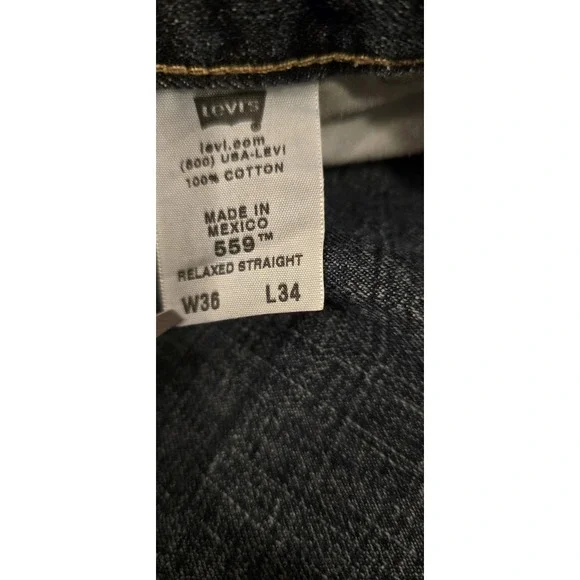 Levi's
levi.com
(800) USA-LEVI
100% COTTON
MADE IN
MEXICO
559™
RELAXED STRAIGHT
W36 L34